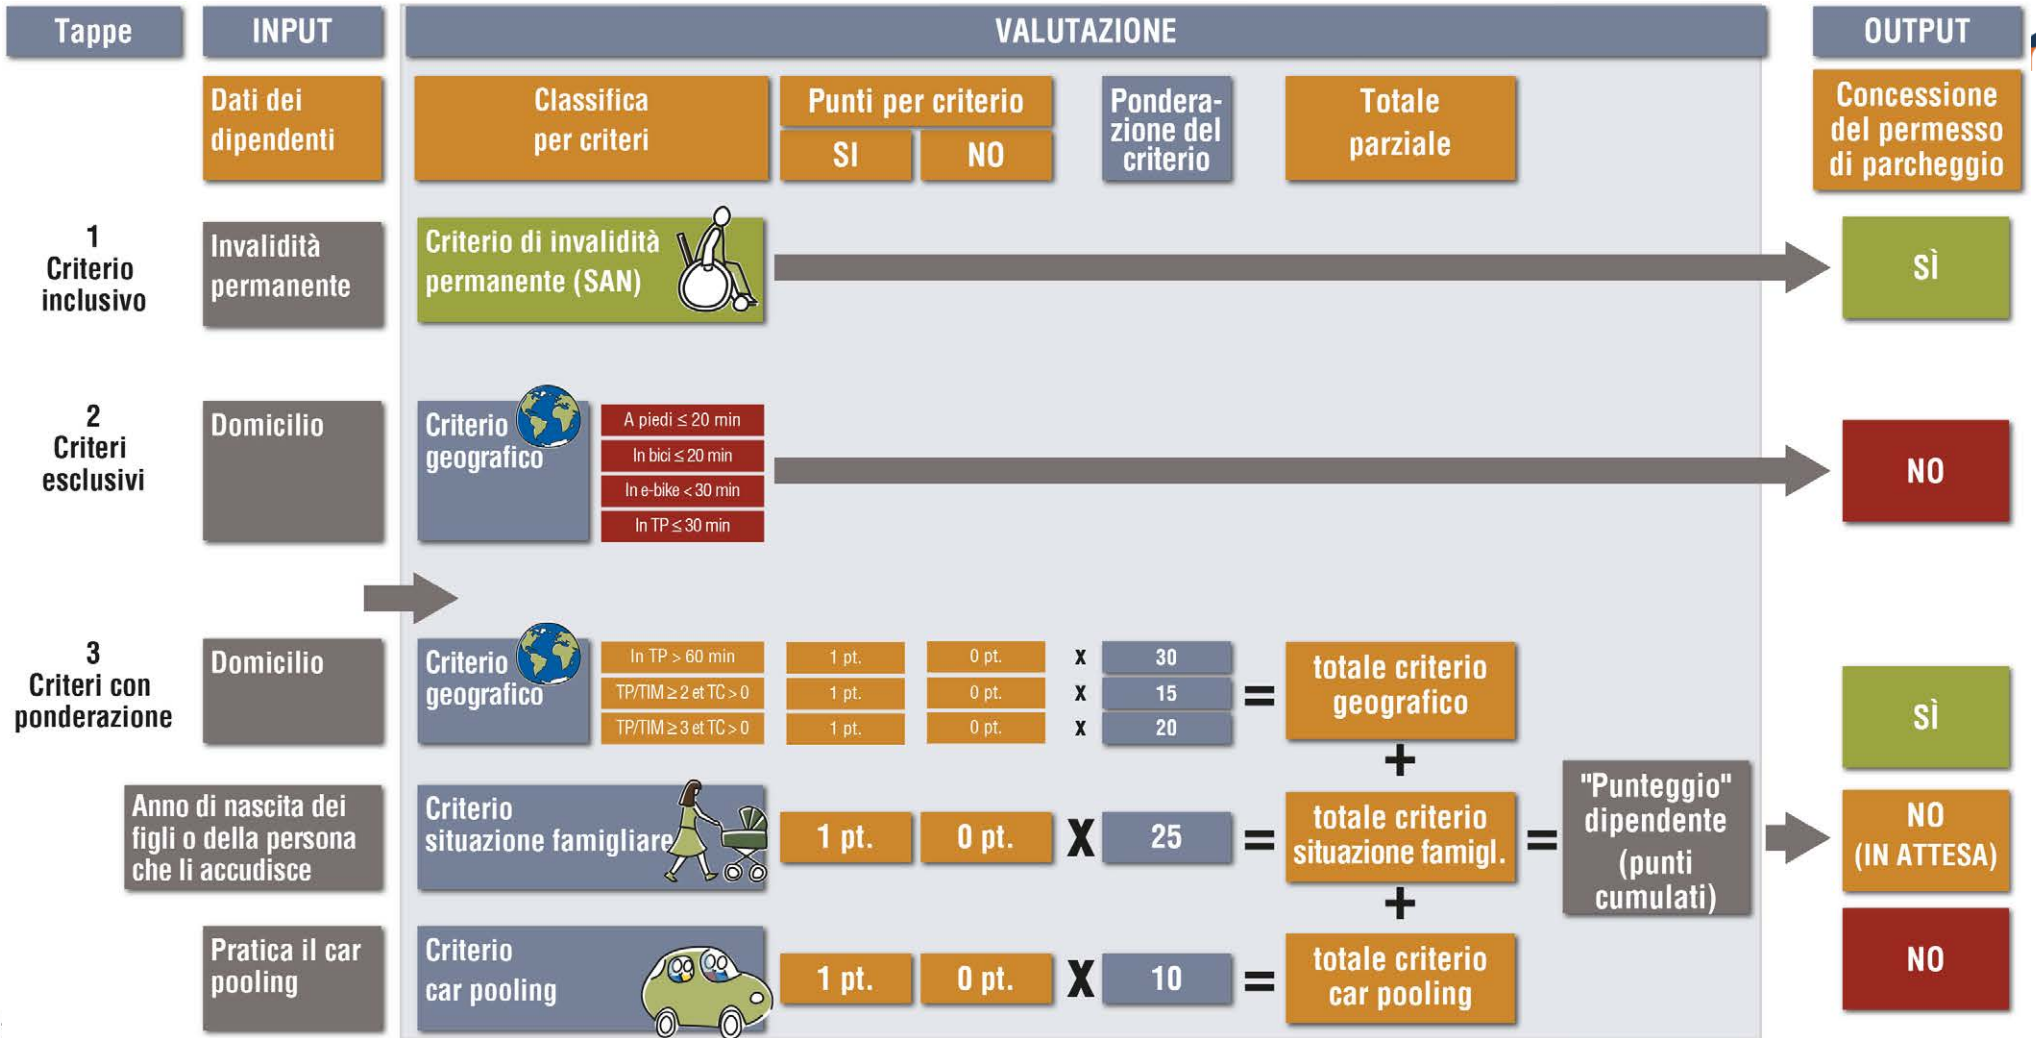 Tappe
INPUT
VALUTAZIONE
OUTPUT
Dati dei
dipendenti
Classifica
per criteri
Punti per criterio
SI
NO
Pondera-
zione del
criterio
Totale
parziale
Concessione
del permesso
di parcheggio
1
Criterio
inclusivo
Invalidità
permanente
Criterio di invalidità
permanente (SAN)
SÌ
2
Criteri
esclusivi
Domicilio
Criterio
geografico
A piedi ≤ 20 min
In bici ≤ 20 min
In e-bike < 30 min
In TP ≤ 30 min
NO
3
Criteri con
ponderazione
Domicilio
Criterio
geografico
In TP > 60 min
1 pt.
0 pt.
x
30
TP/TIM ≥ 2 et TC > 0
1 pt.
0 pt.
x
15
TP/TIM ≥ 3 et TC > 0
1 pt.
0 pt.
x
20
=
totale criterio
geografico
SÌ
+
Anno di nascita dei
figli o della persona
che li accudisce
Criterio
situazione famigliare
1 pt.
0 pt.
X
25
=
totale criterio
situazione famigl.
=
"Punteggio"
dipendente
(punti
cumulati)
NO
(IN ATTESA)
+
Pratica il car
pooling
Criterio
car pooling
1 pt.
0 pt.
X
10
=
totale criterio
car pooling
NO